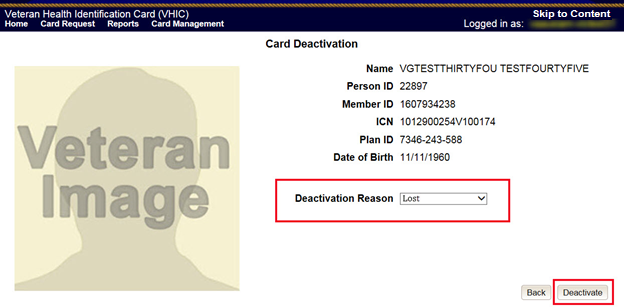 Veteran Health Identification Card (VHIC)
Skip to Content
Home Card Request Reports Card Management
Logged in as:
Card Deactivation
Veteran
Image
Name VGTESTTHIRTYFOU TESTFOURTYFIVE
Person ID 22897
Member ID 1607934238
ICN 1012900254V100174
Plan ID 7346-243-588
Date of Birth 11/11/1960
Deactivation Reason Lost
Back Deactivate